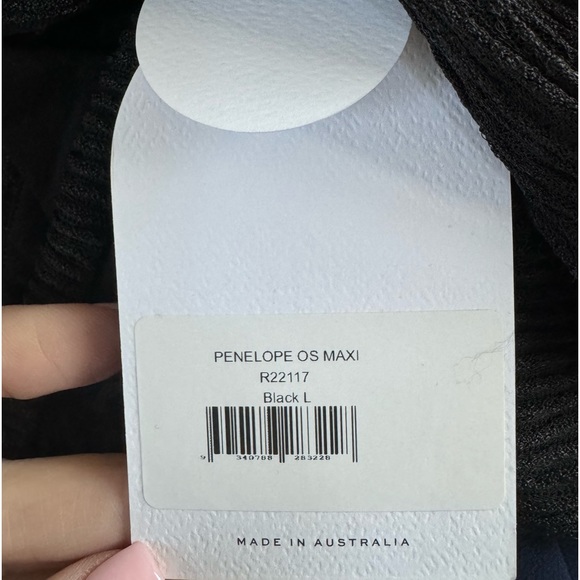 PENELOPE OS MAXI
R22117
Black L
9 340788 283228
MADE IN AUSTRALIA